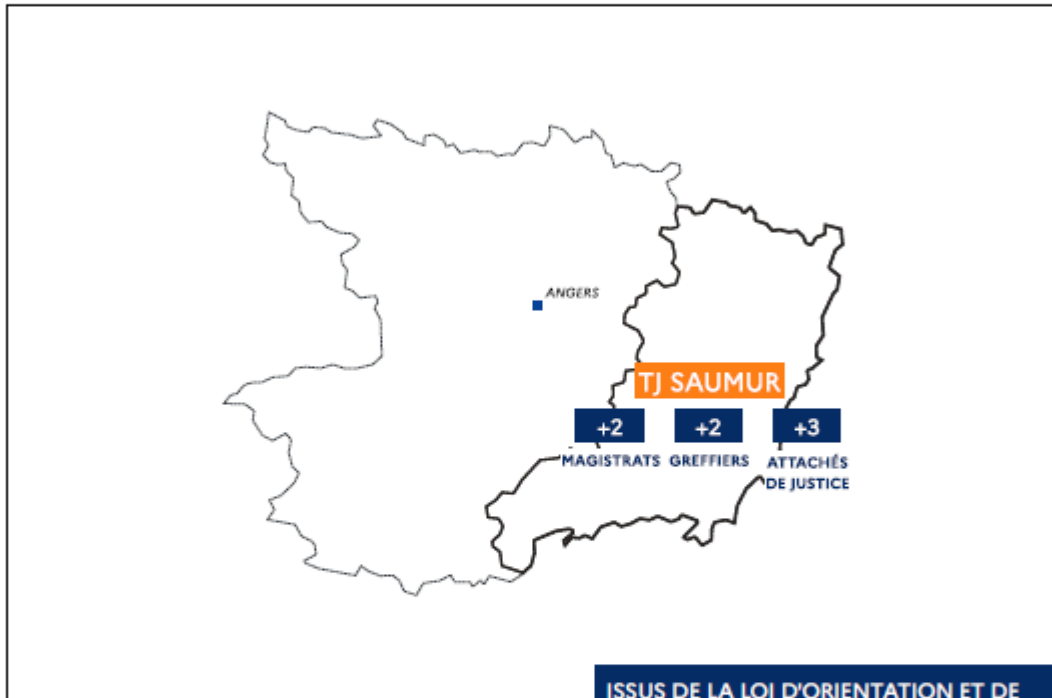 ANGERS
TJ SAUMUR
+2 +2 +3
MAGISTRATS GREFFIERS ATTACHÉS
DE JUSTICE
ISSUS DE LA LOI D'ORIENTATION ET DE